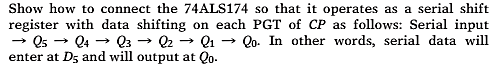 Show how to connect the 74ALS174 so that it operates as a serial shift
register with data shifting on each PGT of CP as follows: Serial input
→ Q5 → Q4 → Q3 → Q2 → Q1 → Q0. In other words, serial data will
enter at D5 and will output at Q0.